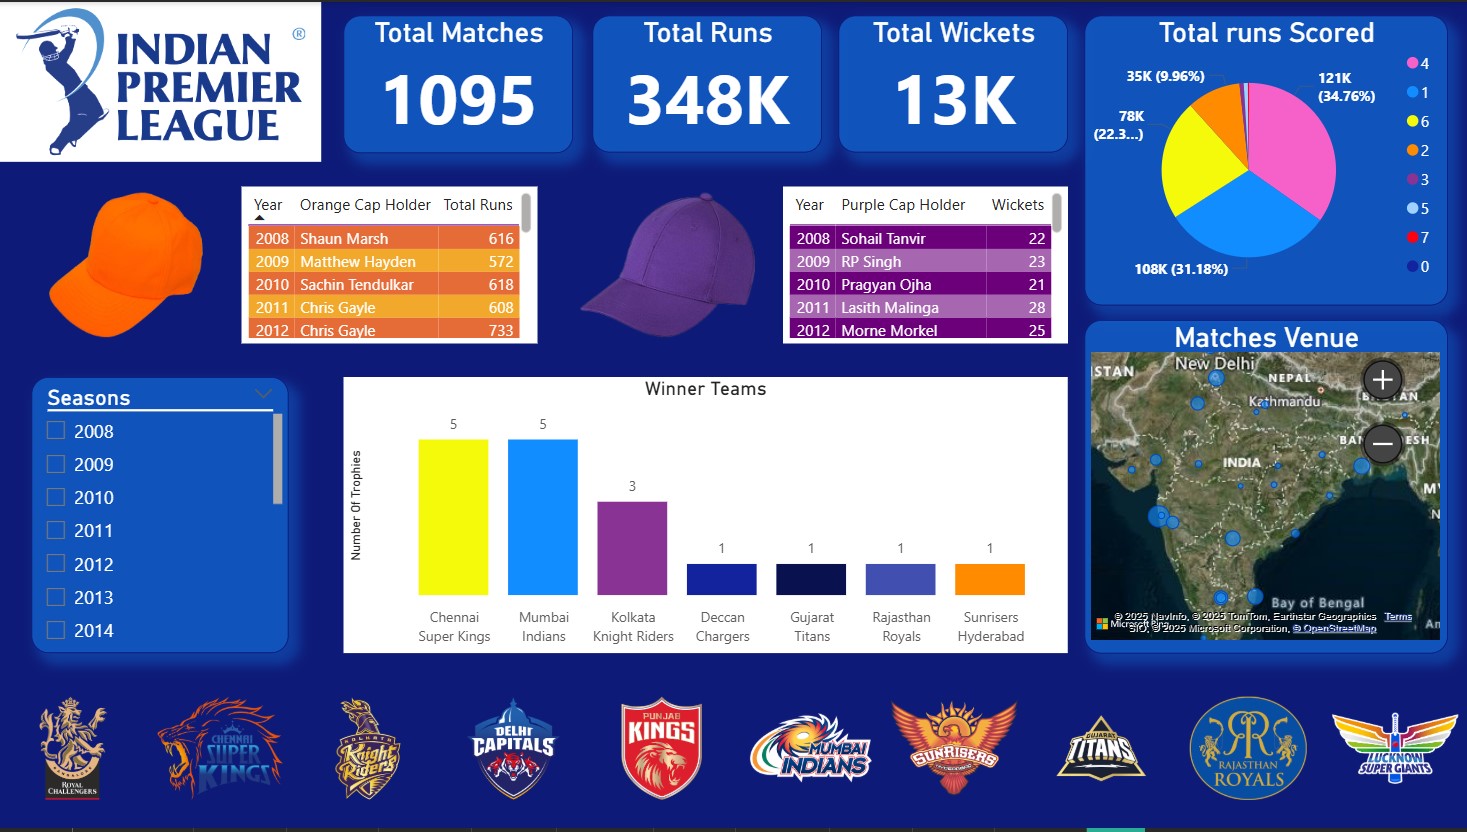 INDIAN
PREMIER
LEAGUE
®
Total Matches
1095
Total Runs
348K
Total Wickets
13K
Total runs Scored
35K (9.96%)
121K
(34.76%)
78K
(22.3...)
108K (31.18%)
4
1
6
2
3
5
7
0
Year Orange Cap Holder Total Runs
2008 Shaun Marsh 616
2009 Matthew Hayden 572
2010 Sachin Tendulkar 618
2011 Chris Gayle 608
2012 Chris Gayle 733
Year Purple Cap Holder Wickets
2008 Sohail Tanvir 22
2009 RP Singh 23
2010 Pragyan Ojha 21
2011 Lasith Malinga 28
2012 Morne Morkel 25
Seasons
2008
2009
2010
2011
2012
2013
2014
Winner Teams
Number Of Trophies
5
5
3
1
1
1
1
Chennai
Super Kings
Mumbai
Indians
Kolkata
Knight Riders
Deccan
Chargers
Gujarat
Titans
Rajasthan
Royals
Sunrisers
Hyderabad
Matches Venue
ISTAN
New Delhi
NEPAL
Kathmandu
INDIA
ESH
Bay of Bengal
© 2025 NavInfo, © 2025 TomTom, Earthstar Geographics
Terms
SIO, © 2025 Microsoft Corporation, © OpenStreetMap
ROYAL
CHALLENGERS
CHENNAI
SUPER
KINGS
KOLKATA
Knight
Riders
DELHI
CAPITALS
PUNJAB
KINGS
MUMBAI
INDIANS
SUNRISERS
GUJARAT
TITANS
RR
RAJASTHAN
ROYALS
LUCKNOW
SUPER GIANTS